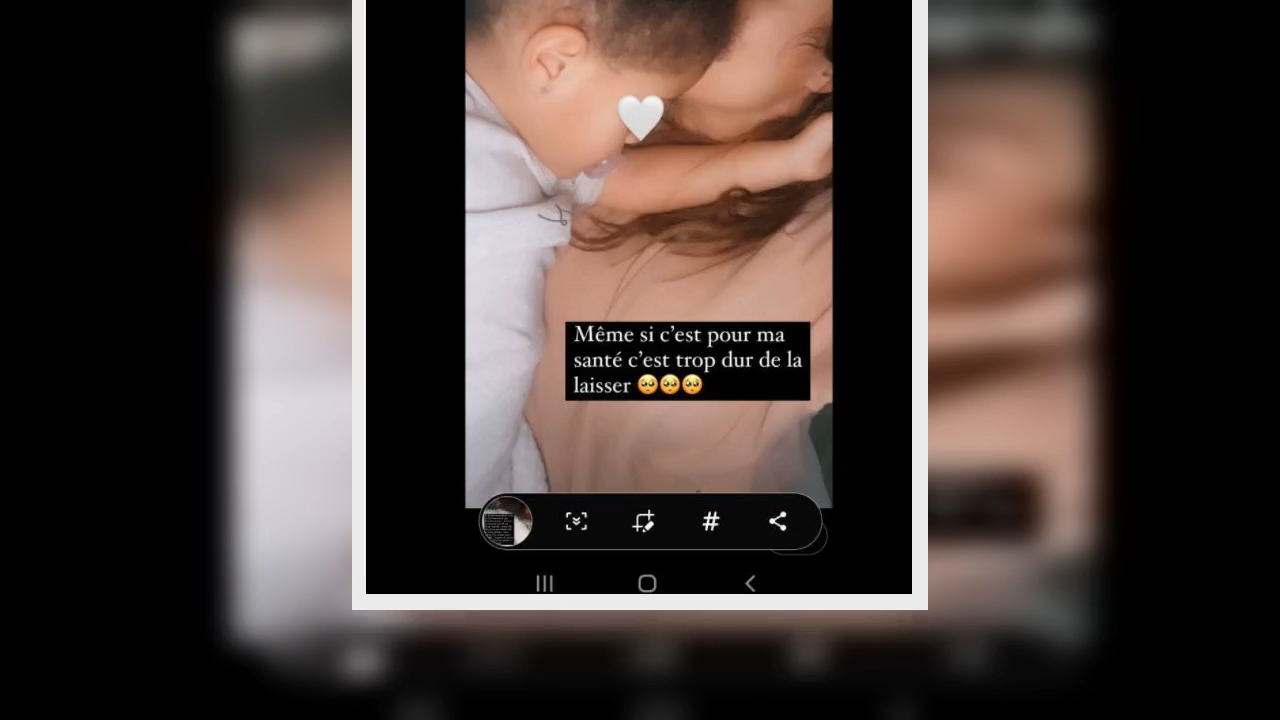 Même si c’est pour ma
santé c’est trop dur de la
laisser 🥺🥺🥺